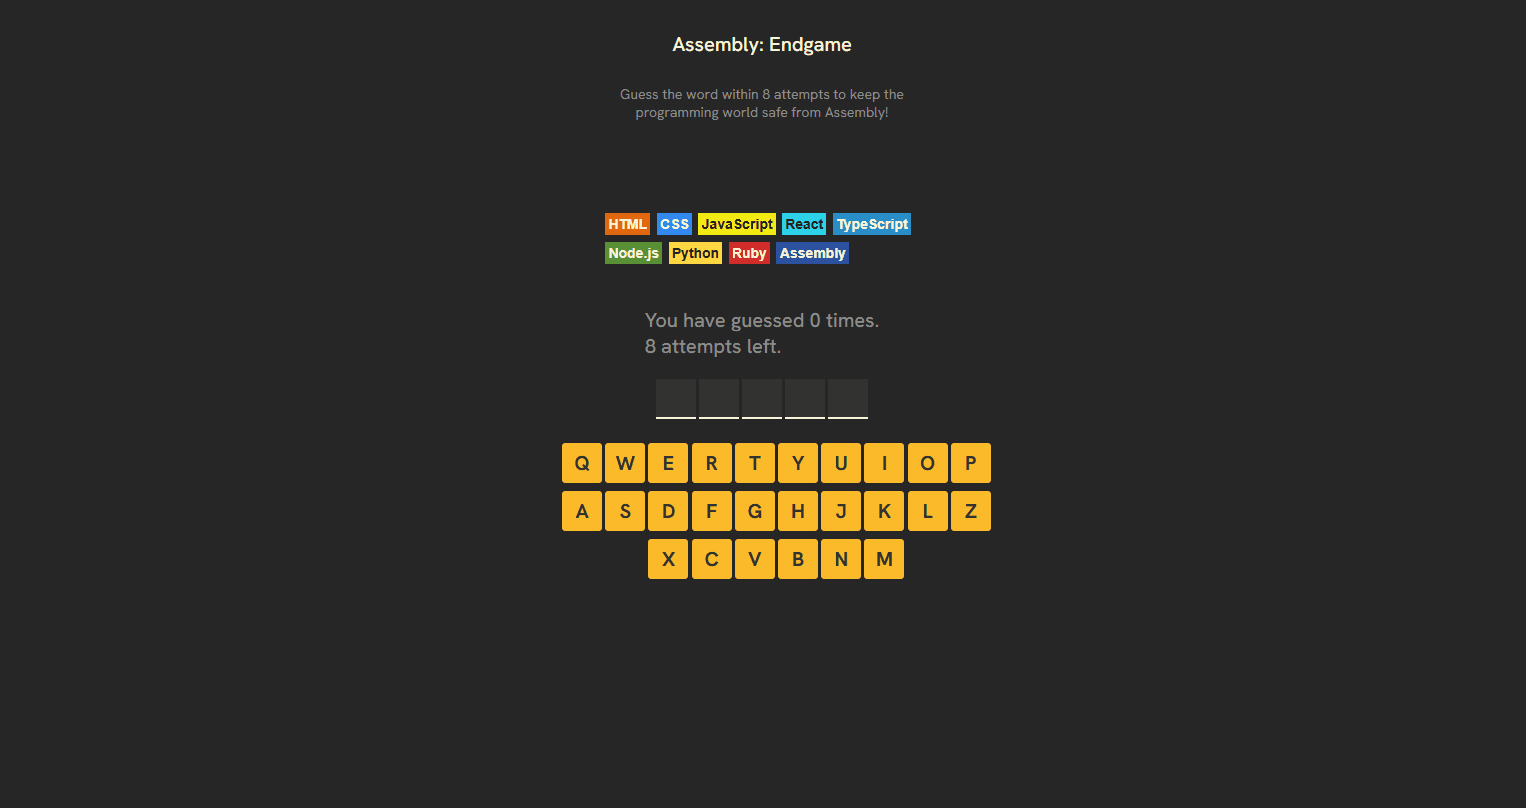 Assembly: Endgame
Guess the word within 8 attempts to keep the
programming world safe from Assembly!
HTML CSS JavaScript React TypeScript
Node.js Python Ruby Assembly
You have guessed 0 times.
8 attempts left.
Q W E R T Y U I O P
A S D F G H J K L Z
X C V B N M